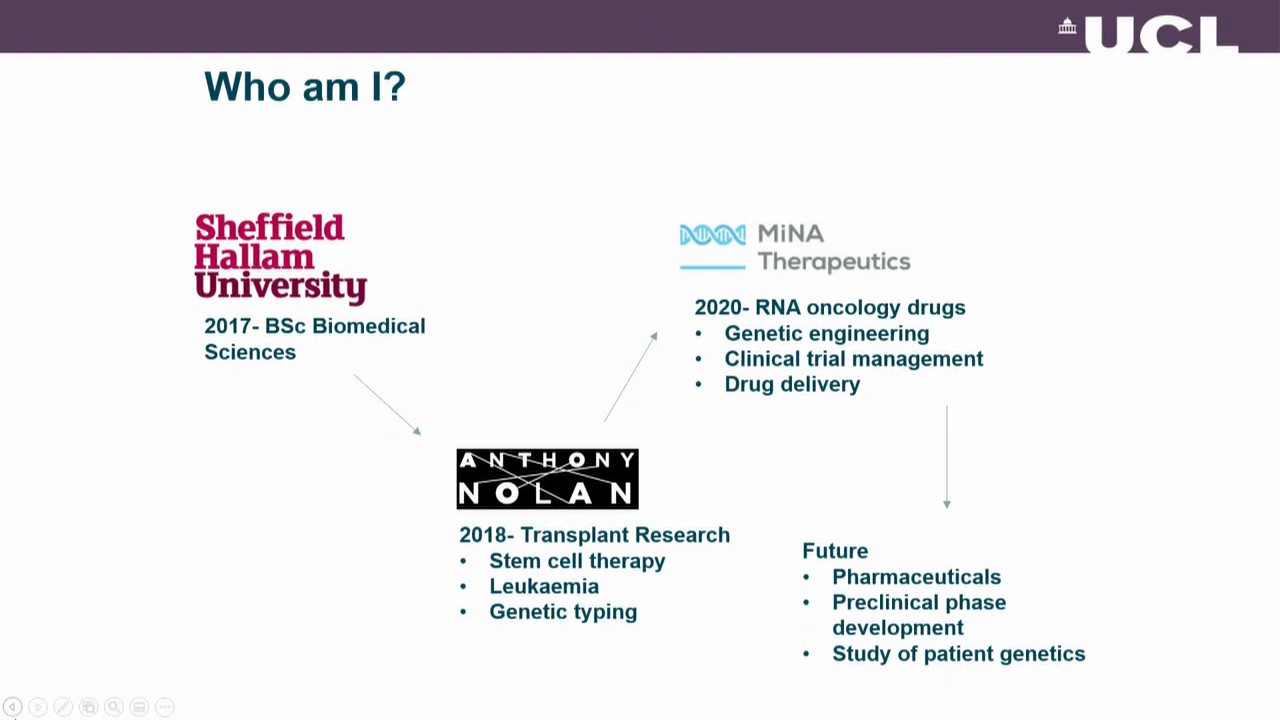 UCL
Who am I?
Sheffield
Hallam
University
2017- BSc Biomedical
Sciences
ANTHONY
NOLAN
2018- Transplant Research
• Stem cell therapy
• Leukaemia
• Genetic typing
MiNA
Therapeutics
2020- RNA oncology drugs
• Genetic engineering
• Clinical trial management
• Drug delivery
Future
• Pharmaceuticals
• Preclinical phase
development
• Study of patient genetics